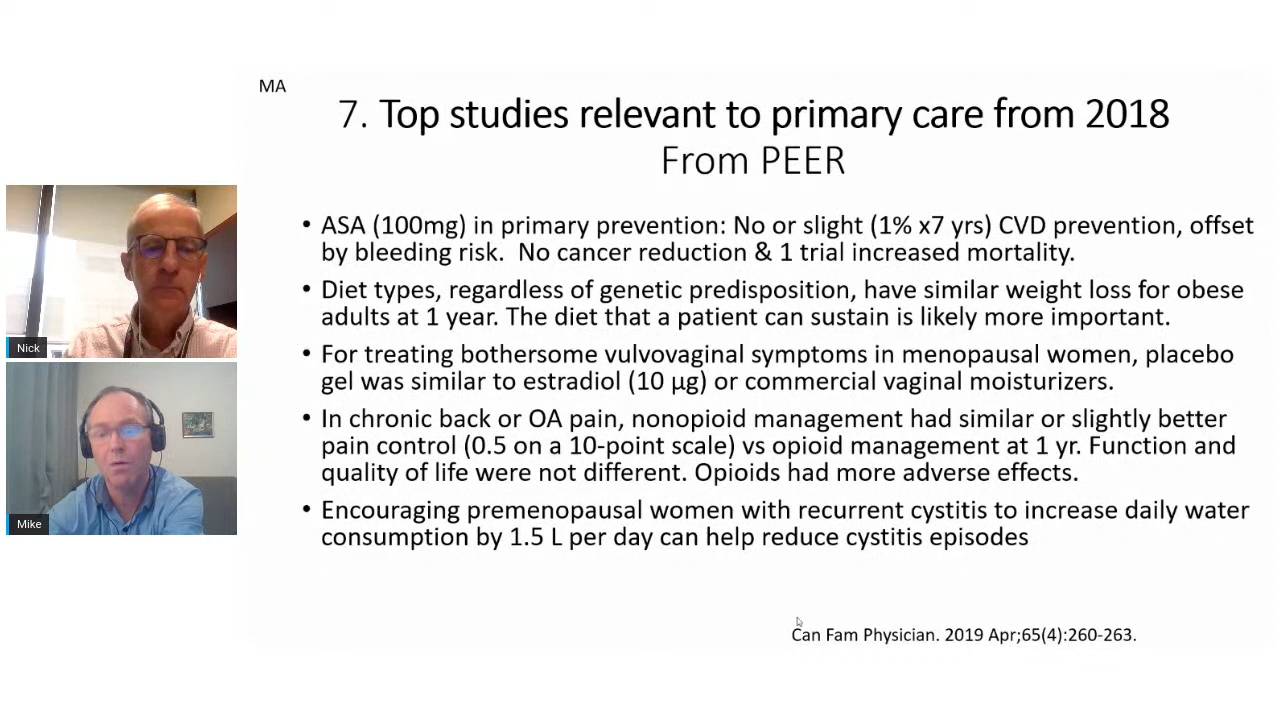 MA
7. Top studies relevant to primary care from 2018
From PEER
• ASA (100mg) in primary prevention: No or slight (1% x7 yrs) CVD prevention, offset
by bleeding risk.  No cancer reduction & 1 trial increased mortality.
• Diet types, regardless of genetic predisposition, have similar weight loss for obese
adults at 1 year. The diet that a patient can sustain is likely more important.
• For treating bothersome vulvovaginal symptoms in menopausal women, placebo
gel was similar to estradiol (10 µg) or commercial vaginal moisturizers.
• In chronic back or OA pain, nonopioid management had similar or slightly better
pain control (0.5 on a 10-point scale) vs opioid management at 1 yr. Function and
quality of life were not different. Opioids had more adverse effects.
• Encouraging premenopausal women with recurrent cystitis to increase daily water
consumption by 1.5 L per day can help reduce cystitis episodes
Can Fam Physician. 2019 Apr;65(4):260-263.
Nick
Mike